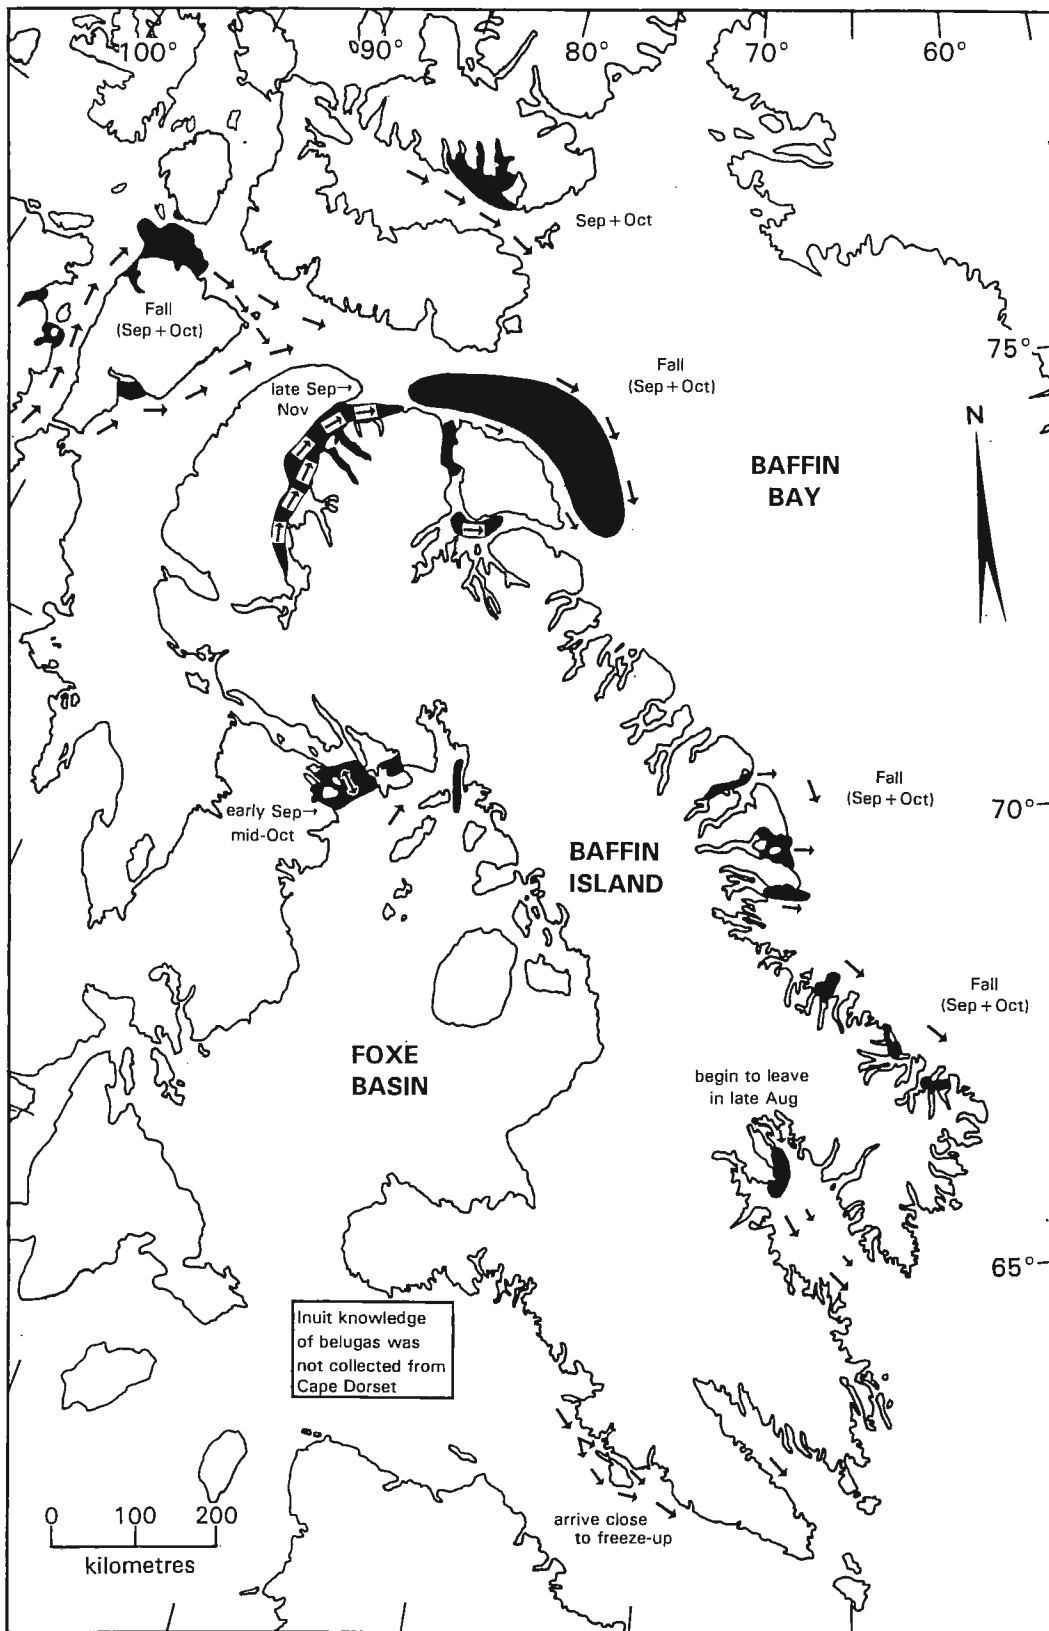 100°
90°
80°
70°
60°
Sep + Oct
Fall
(Sep + Oct)
75°
late Sep→
Nov
Fall
(Sep + Oct)
N
BAFFIN
BAY
early Sep→
mid-Oct
Fall
(Sep + Oct)
70°
BAFFIN
ISLAND
Fall
(Sep + Oct)
FOXE
BASIN
begin to leave
in late Aug
65°
Inuit knowledge
of belugas was
not collected from
Cape Dorset
0 100 200
kilometres
arrive close
to freeze-up